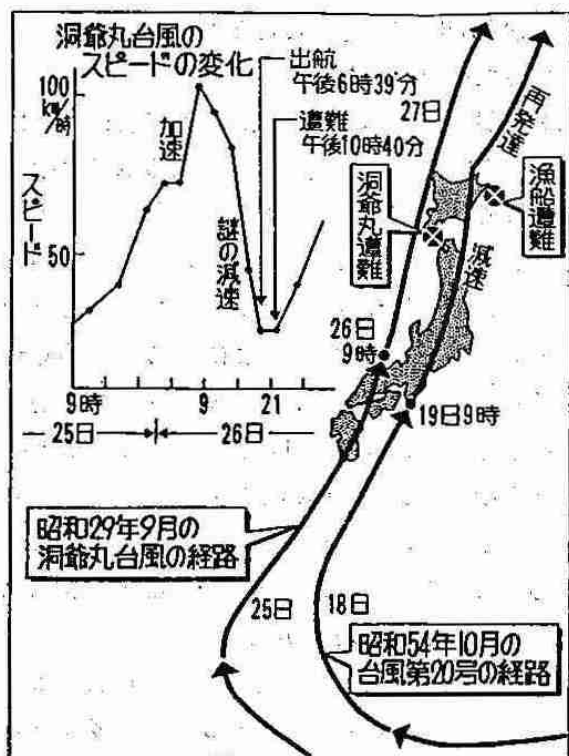 洞爺丸台風の
スピードの変化
100
km/時
加速
出航
午後6時39分
遭難
午後10時40分
スピード
50
謎の減速
9時
9
21
25日
26日
27日
再発達
洞爺丸遭難
漁船遭難
減速
26日
9時
19日9時
昭和29年9月の
洞爺丸台風の経路
25日
18日
昭和54年10月の
台風第20号の経路